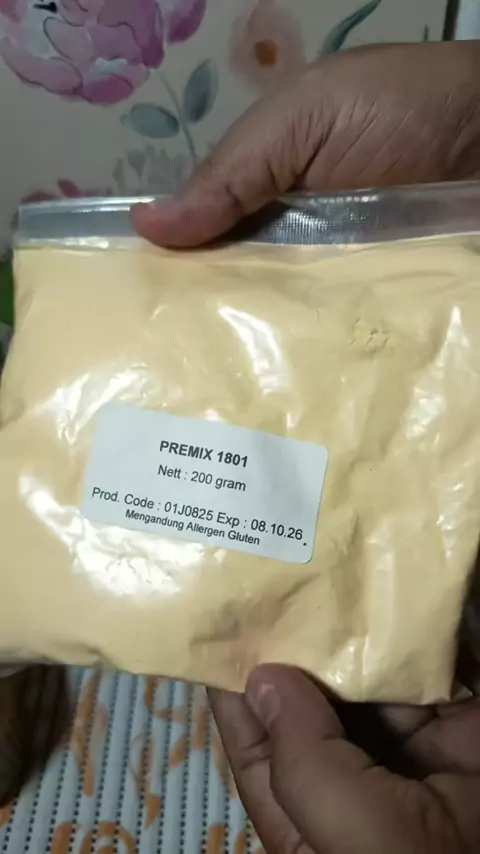 PREMIX 1801
Nett : 200 gram
Prod. Code : 01J0825 Exp : 08.10.26.
Mengandung Allergen Gluten